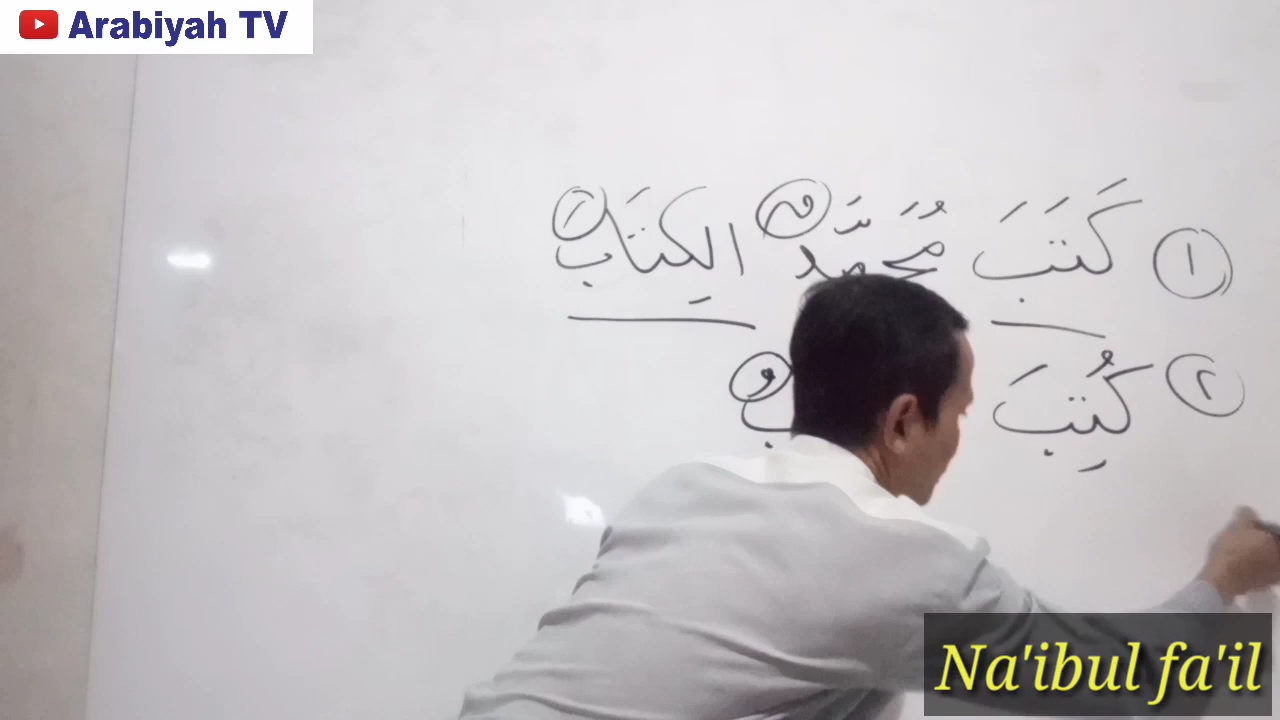 Arabiyah TV
١ كَتَبَ مُحَمَّدٌ الكِتَابَ
٢ كُتِبَ
Na'ibul fa'il